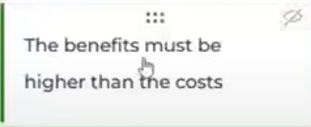 The benefits must be
higher than the costs